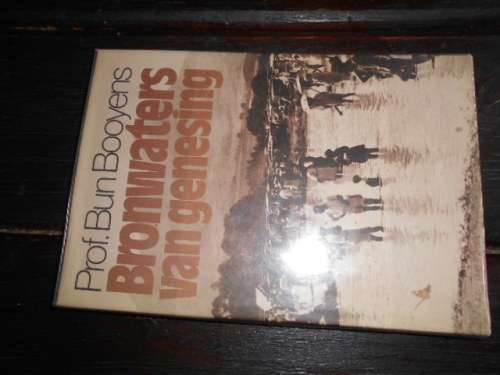 Prof. Bun Booyens
Bronwaters
van genesing